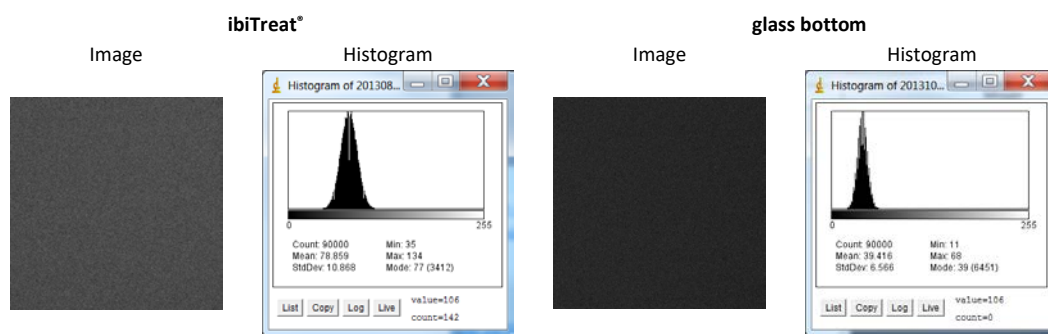 ibiTreat® glass bottom
Image Histogram Image Histogram
Histogram of 201308...
0 255
Count: 90000 Min: 35
Mean: 78.859 Max: 134
StdDev: 10.868 Mode: 77 (3412)
List Copy Log Live value=106
count=142
Histogram of 201310...
0 255
Count: 90000 Min: 11
Mean: 39.416 Max: 68
StdDev: 6.566 Mode: 39 (6451)
List Copy Log Live value=106
count=0